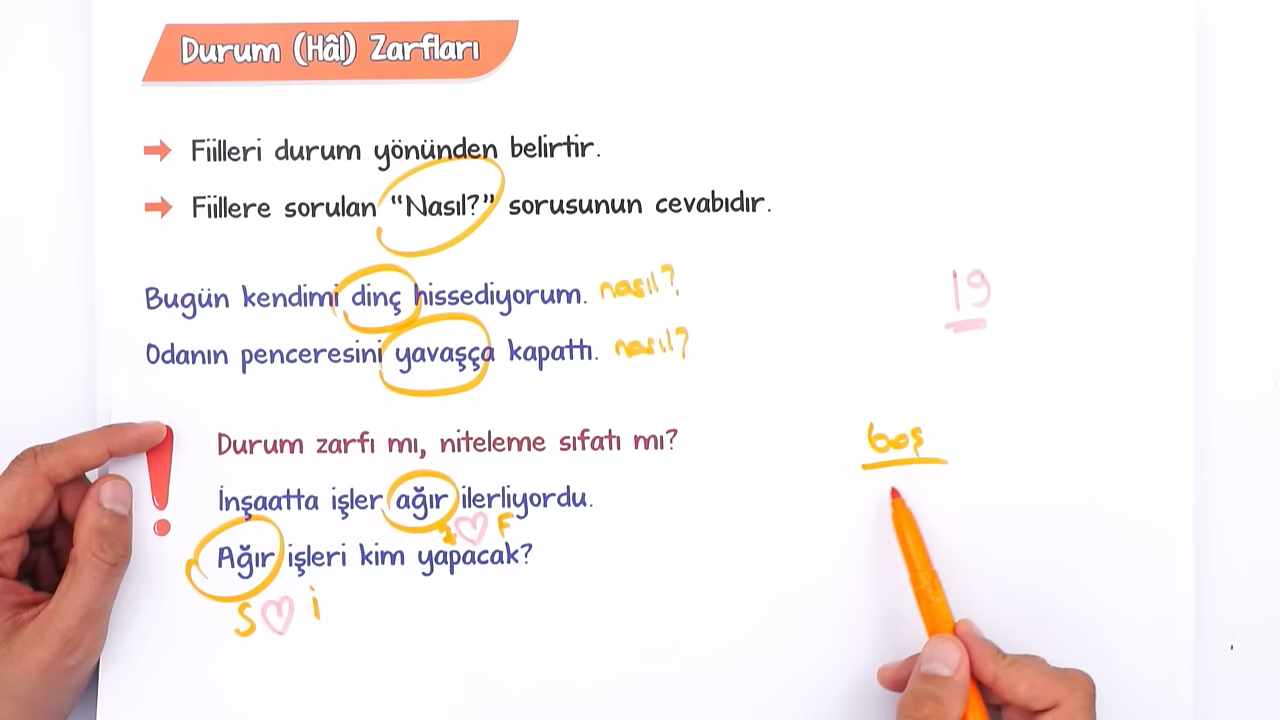 Durum (Hâl) Zarfları
→ Fiilleri durum yönünden belirtir.
→ Fiillere sorulan “Nasıl?” sorusunun cevabıdır.
Bugün kendimi dinç hissediyorum. nasıl?
Odanın penceresini yavaşça kapattı. nasıl?
19
Durum zarfı mı, niteleme sıfatı mı?
boş
İnşaatta işler ağır ilerliyordu.
Z ♡ F
Ağır işleri kim yapacak?
S ♡ İ